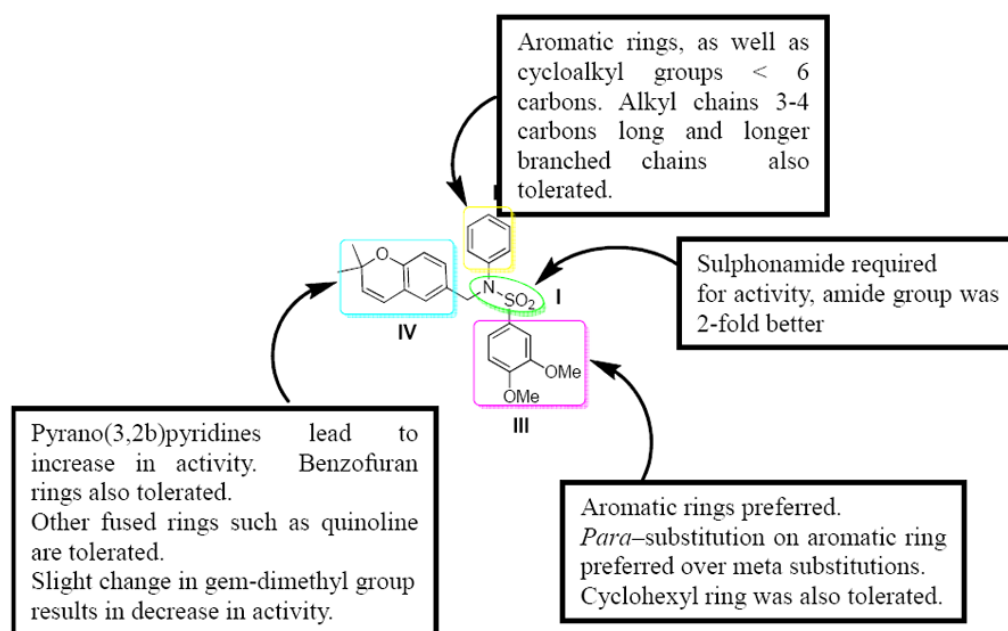 Aromatic rings, as well as
cycloalkyl groups < 6
carbons. Alkyl chains 3-4
carbons long and longer
branched chains also
tolerated.
O
N
SO2
I
IV
OMe
OMe
III
Sulphonamide required
for activity, amide group was
2-fold better
Pyrano(3,2b)pyridines lead to
increase in activity. Benzofuran
rings also tolerated.
Other fused rings such as quinoline
are tolerated.
Slight change in gem-dimethyl group
results in decrease in activity.
Aromatic rings preferred.
Para–substitution on aromatic ring
preferred over meta substitutions.
Cyclohexyl ring was also tolerated.